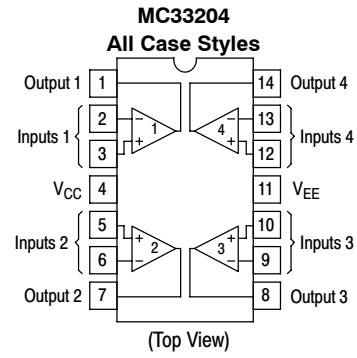 MC33204
All Case Styles
Output 1 1 14 Output 4
2 − − 13
Inputs 1 1 4 Inputs 4
3 + + 12
VCC 4 11 VEE
5 + + 10
Inputs 2 2 3 Inputs 3
6 − − 9
Output 2 7 8 Output 3
(Top View)